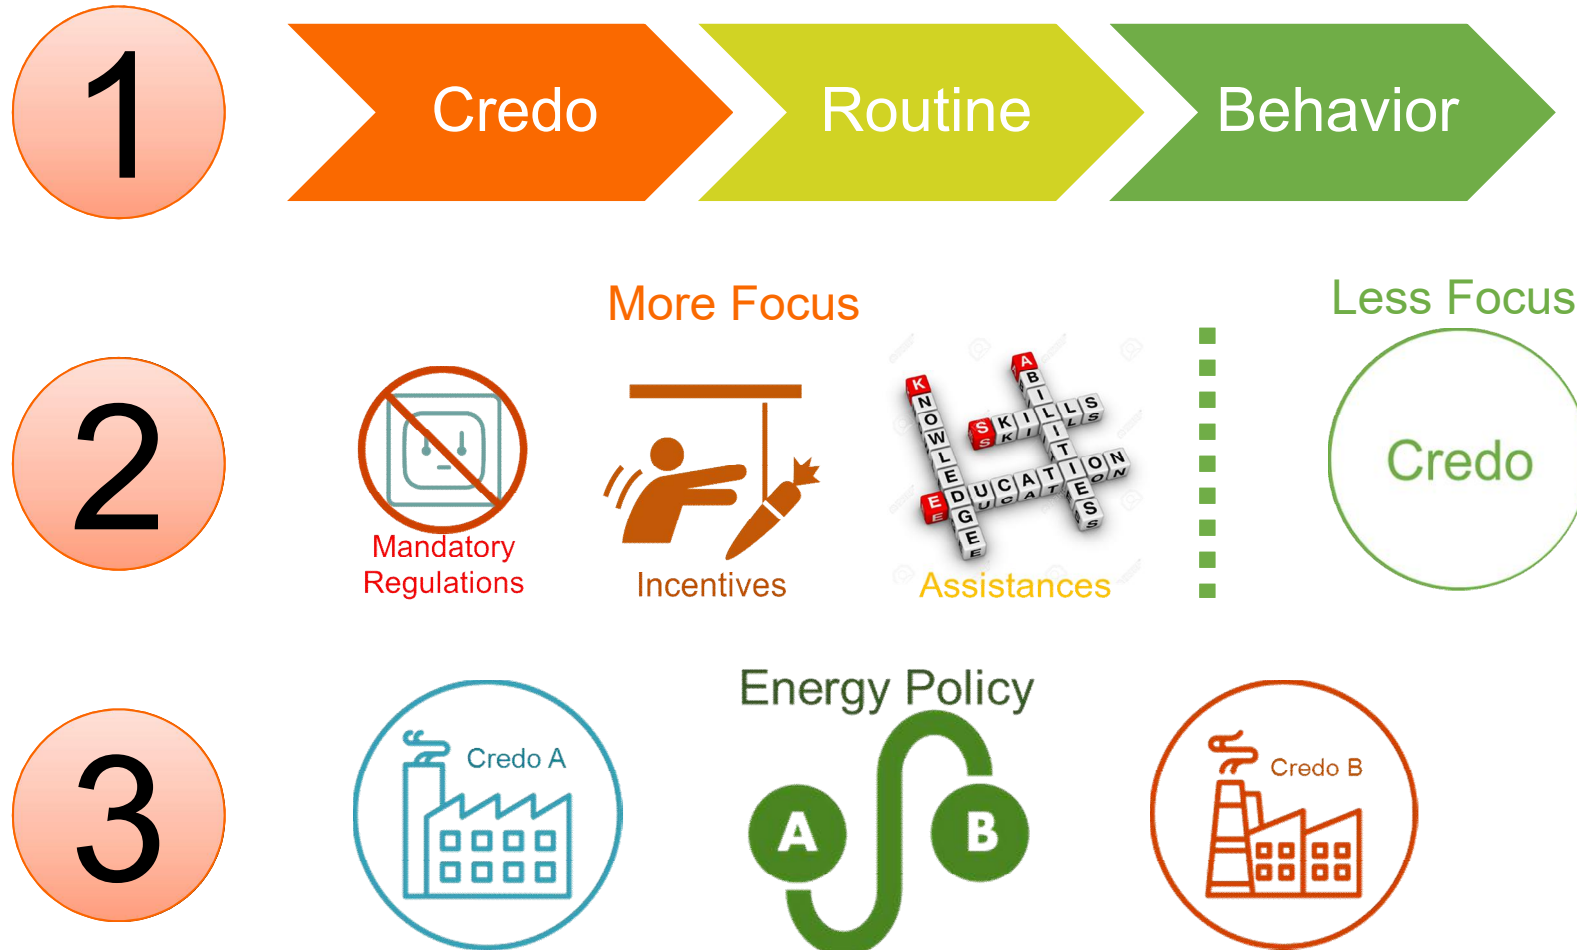 1
Credo
Routine
Behavior
More Focus
Less Focus
2
KNOWLEDGE
ABILITIES
SKILLS
EDUCATION
Credo
Mandatory
Regulations
Incentives
Assistances
3
Energy Policy
Credo A
A
B
Credo B